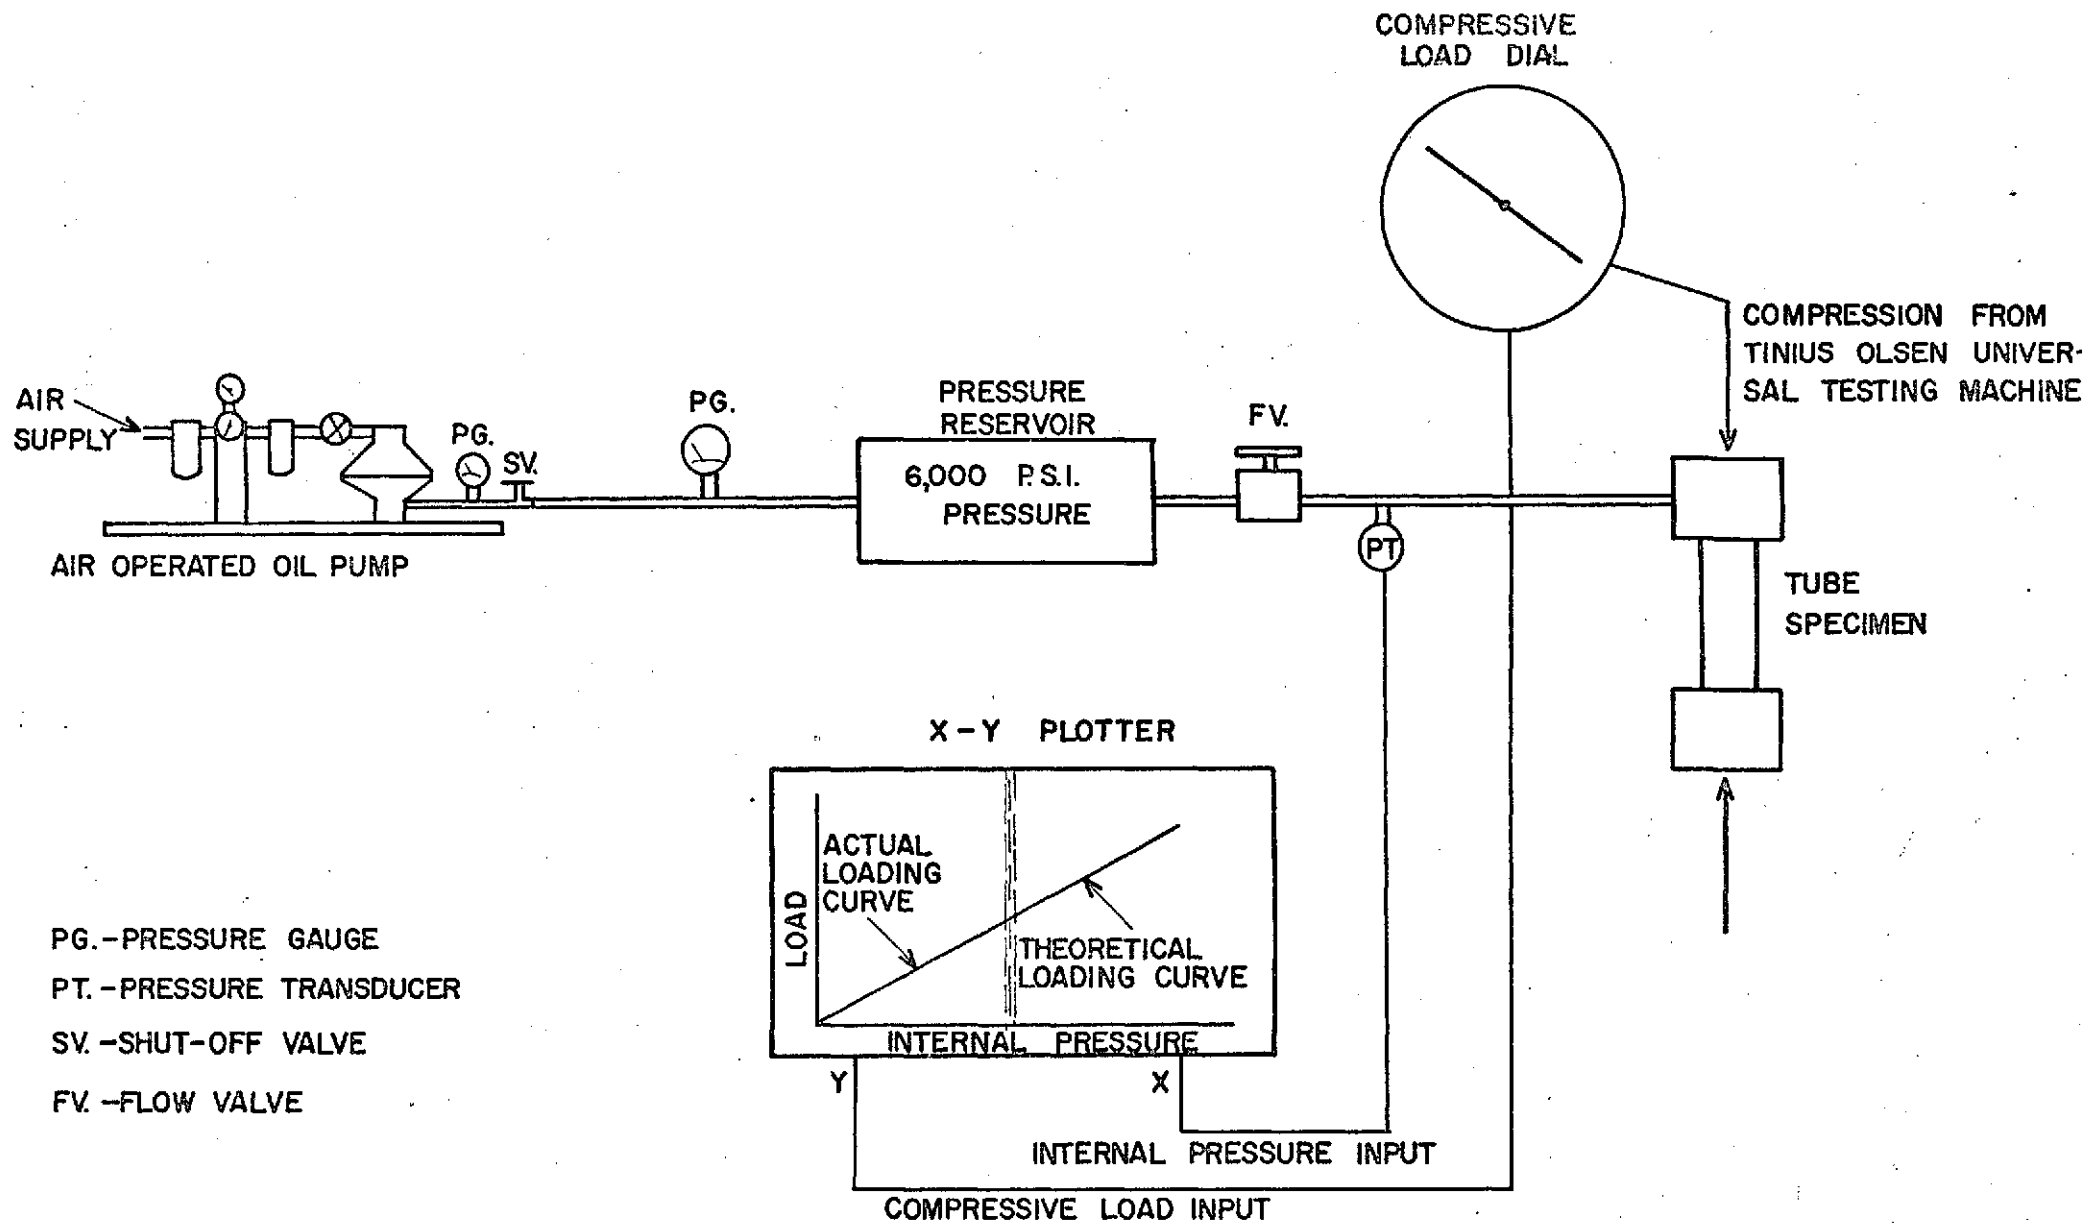 COMPRESSIVE
LOAD DIAL
COMPRESSION FROM
TINIUS OLSEN UNIVER-
SAL TESTING MACHINE
AIR
SUPPLY
PG.
SV.
PG.
PRESSURE
RESERVOIR
6,000 P.S.I.
PRESSURE
FV.
PT
AIR OPERATED OIL PUMP
TUBE
SPECIMEN
X-Y PLOTTER
ACTUAL
LOADING
CURVE
LOAD
THEORETICAL
LOADING CURVE
INTERNAL PRESSURE
Y
X
INTERNAL PRESSURE INPUT
COMPRESSIVE LOAD INPUT
PG.-PRESSURE GAUGE
PT.-PRESSURE TRANSDUCER
SV.-SHUT-OFF VALVE
FV.-FLOW VALVE